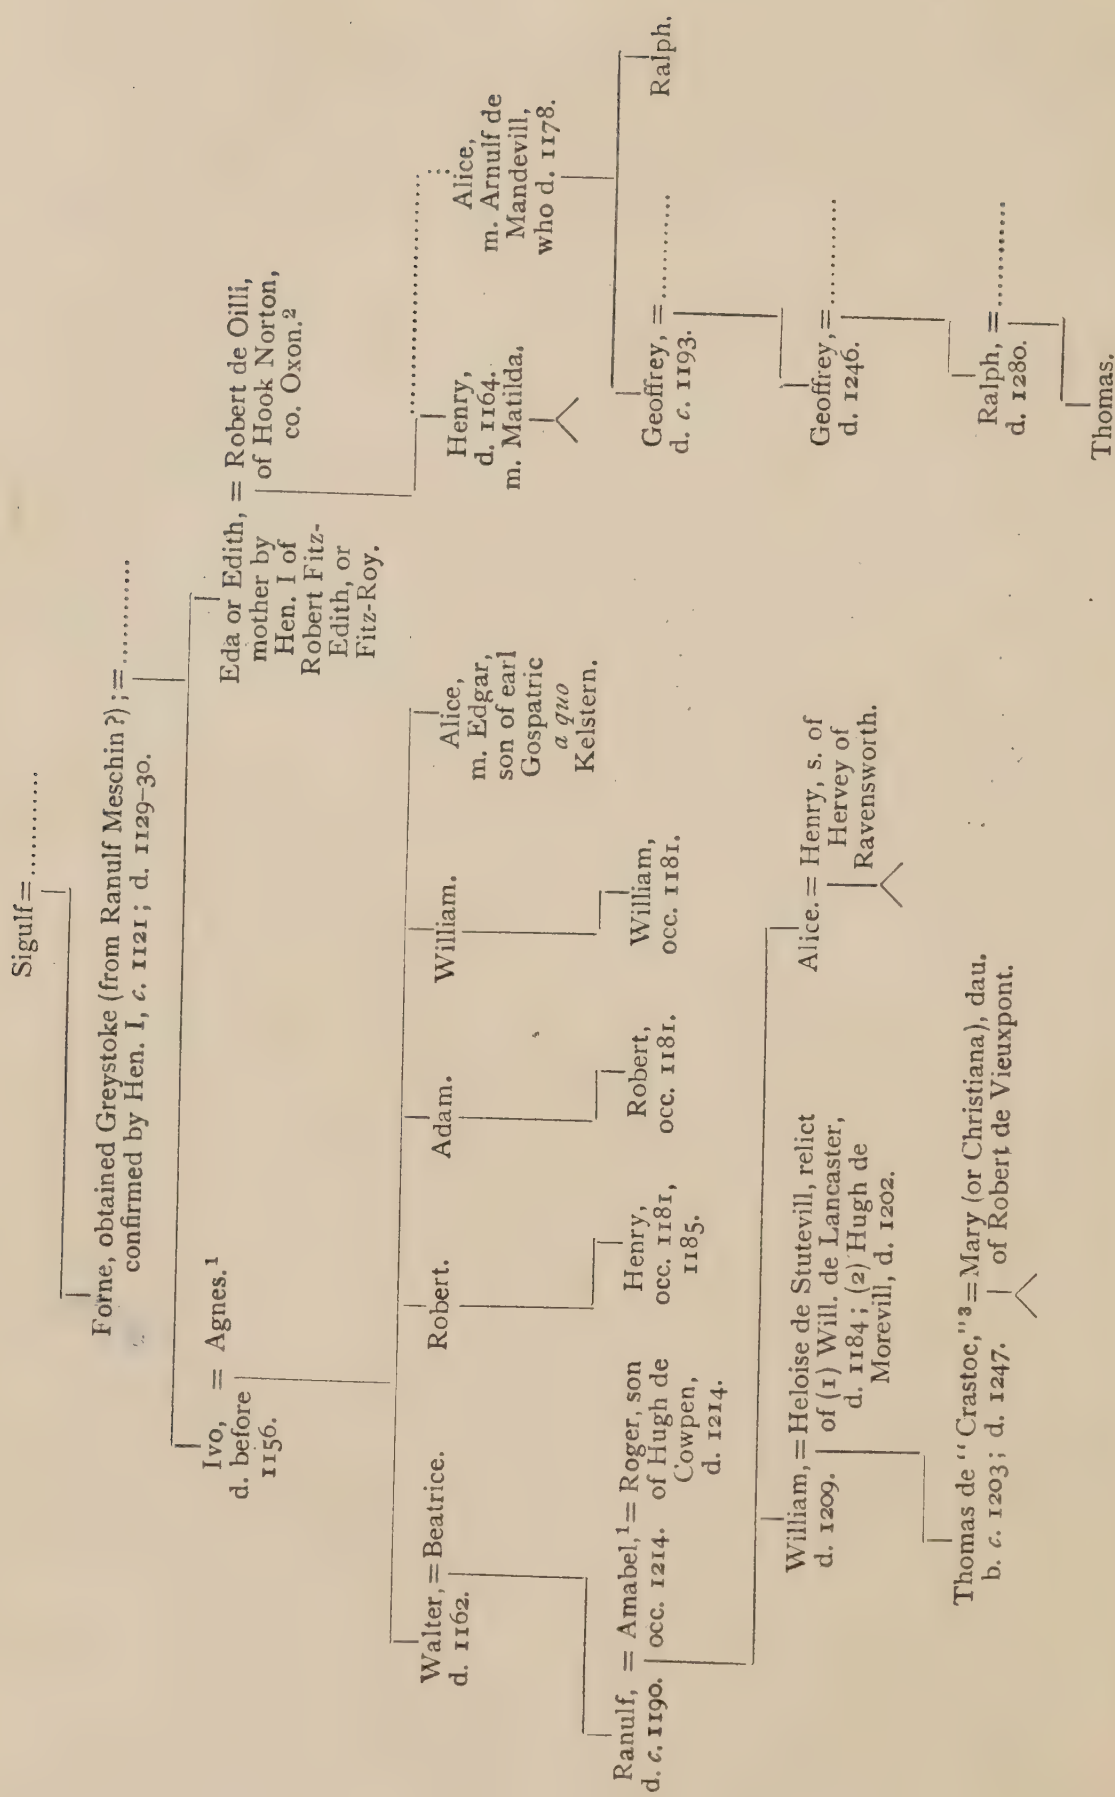 Sigulf=..........
Forne, obtained Greystoke (from Ranulf Meschin ?) ;=..........
confirmed by Hen. I, c. 1121 ; d. 1129-30.
Ivo, = Agnes.¹
d. before
1156.
Eda or Edith, = Robert de Oilli,
mother by of Hook Norton,
Hen. I of co. Oxon.²
Robert Fitz-
Edith, or
Fitz-Roy.
Walter, =Beatrice.
d. 1162.
Robert.
Adam.
William.
Alice,
m. Edgar,
son of earl
Gospatric
a quo
Kelstern.
Henry,
d. 1164.
m. Matilda.
Alice,
m. Arnulf de
Mandevill,
who d. 1178.
Ranulf, = Amabel,¹= Roger, son
d. c. 1190. occ. 1214. of Hugh de
Cowpen,
d. 1214.
Henry,
occ. 1181,
1185.
Robert,
occ. 1181.
William,
occ. 1181.
Geoffrey, =..........
d. c. 1193.
Ralph.
William, =Heloise de Stutevill, relict
d. 1209. of (1) Will. de Lancaster,
d. 1184 ; (2) Hugh de
Morevill, d. 1202.
Alice. = Henry, s. of
Hervey of
Ravensworth.
Geoffrey, =..........
d. 1246.
Thomas de "Crastoc,"³=Mary (or Christiana), dau.
b. c. 1203 ; d. 1247. of Robert de Vieuxpont.
Ralph, =..........
d. 1280.
Thomas.